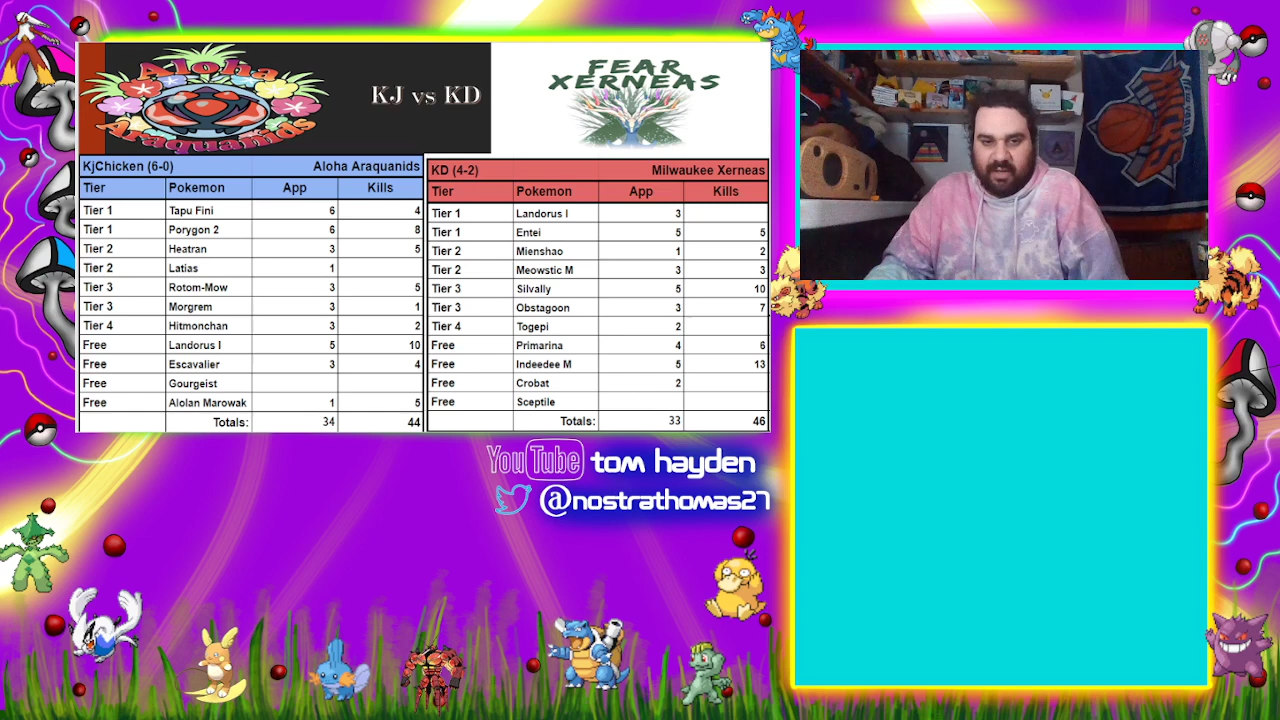 Aloha
Araquanids
KJ vs KD
FEAR
XERNEAS
KjChicken (6-0) Aloha Araquanids
Tier Pokemon App Kills
Tier 1 Tapu Fini 6 4
Tier 1 Porygon 2 6 8
Tier 2 Heatran 3 5
Tier 2 Latias 1
Tier 3 Rotom-Mow 3 5
Tier 3 Morgrem 3 1
Tier 4 Hitmonchan 3 2
Free Landorus I 5 10
Free Escavalier 3 4
Free Gourgeist
Free Alolan Marowak 1 5
Totals: 34 44
KD (4-2) Milwaukee Xerneas
Tier Pokemon App Kills
Tier 1 Landorus I 3
Tier 1 Entei 5 5
Tier 2 Mienshao 1 2
Tier 2 Meowstic M 3 3
Tier 3 Silvally 5 10
Tier 3 Obstagoon 3 7
Tier 4 Togepi 2
Free Primarina 4 6
Free Indeedee M 5 13
Free Crobat 2
Free Sceptile
Totals: 33 46
YouTube tom hayden
@nostrathomas27